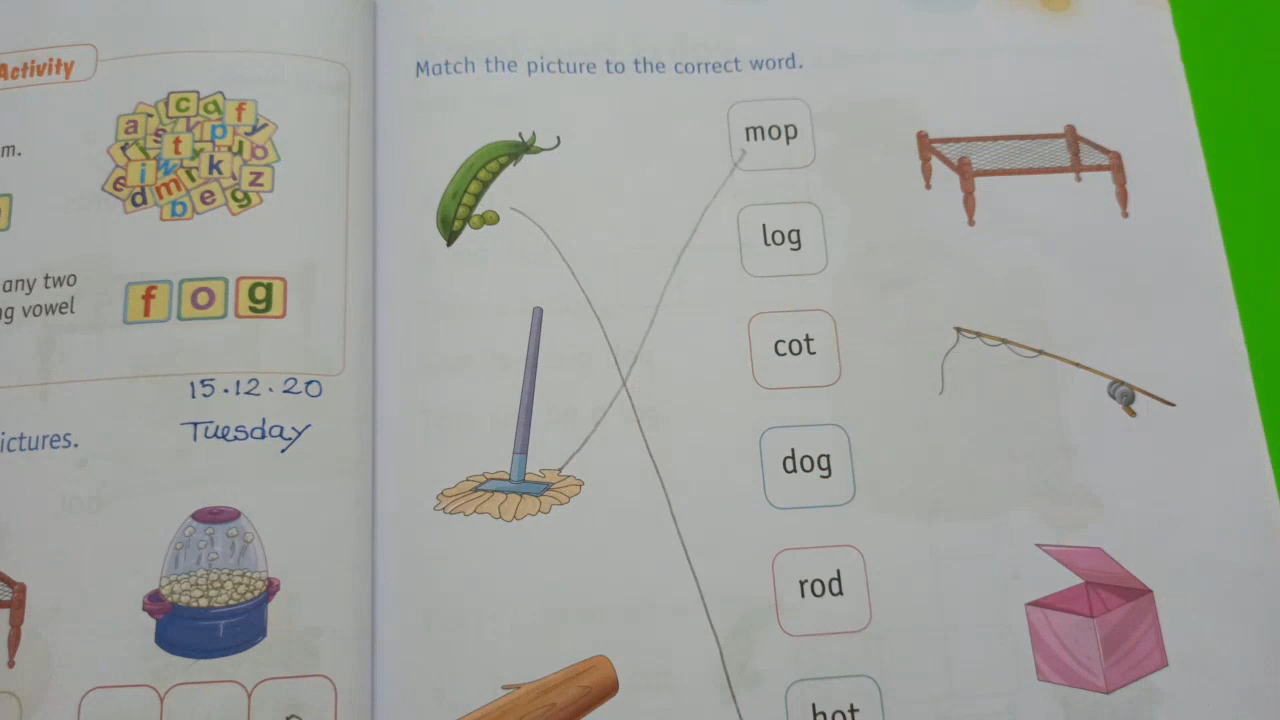 Activity
c a f
a s p y
r t u b
i w r k
e d m e z
b g
m.
any two
g vowel
f o g
15.12.20
Tuesday
ictures.
Match the picture to the correct word.
mop
log
cot
dog
rod
hot